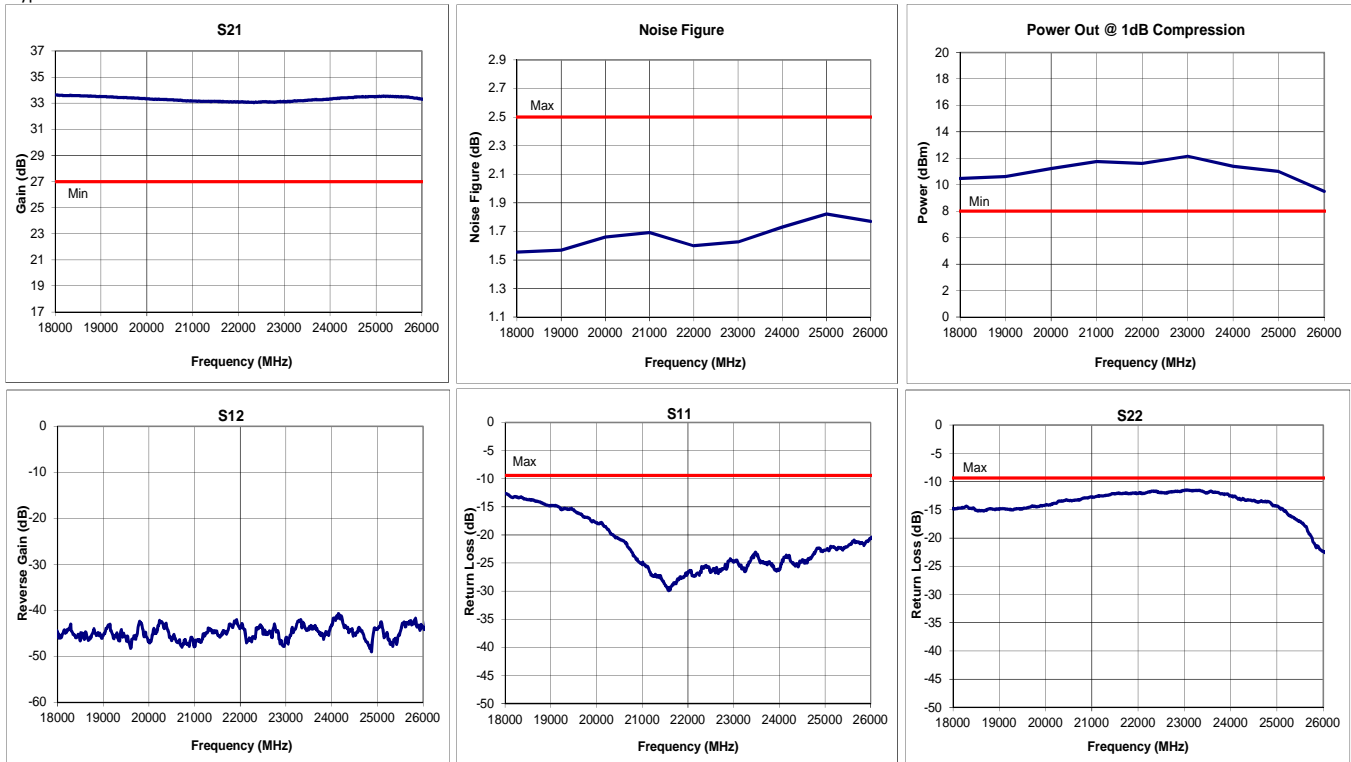 S21
37
35
33
31
29
27
25
23
21
19
17
Gain (dB)
Min
18000 19000 20000 21000 22000 23000 24000 25000 26000
Frequency (MHz)
Noise Figure
2.9
2.7
2.5
2.3
2.1
1.9
1.7
1.5
1.3
1.1
Noise Figure (dB)
Max
18000 19000 20000 21000 22000 23000 24000 25000 26000
Frequency (MHz)
Power Out @ 1dB Compression
20
18
16
14
12
10
8
6
4
2
0
Power (dBm)
Min
18000 19000 20000 21000 22000 23000 24000 25000 26000
Frequency (MHz)
S12
0
-10
-20
-30
-40
-50
-60
Reverse Gain (dB)
18000 19000 20000 21000 22000 23000 24000 25000 26000
Frequency (MHz)
S11
0
-5
-10
-15
-20
-25
-30
-35
-40
-45
-50
Return Loss (dB)
Max
18000 19000 20000 21000 22000 23000 24000 25000 26000
Frequency (MHz)
S22
0
-5
-10
-15
-20
-25
-30
-35
-40
-45
-50
Return Loss (dB)
Max
18000 19000 20000 21000 22000 23000 24000 25000 26000
Frequency (MHz)